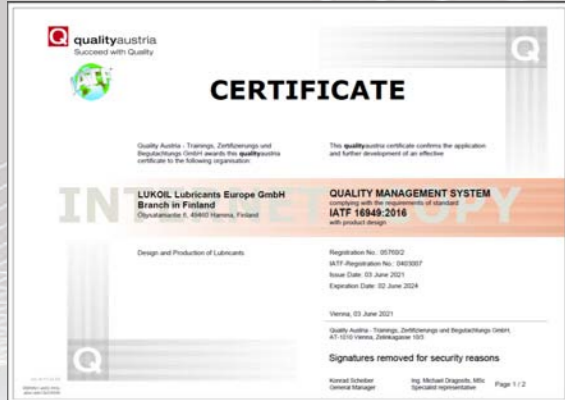 qualityaustria
Succeed with Quality
CERTIFICATE
Quality Austria - Trainings, Zertifizierungs und
Begutachtungs GmbH awards this qualityaustria
certificate to the following organisation:
This qualityaustria certificate confirms the application
and further development of an effective
LUKOIL Lubricants Europe GmbH
Branch in Finland
49460 Hamina, Finland
QUALITY MANAGEMENT SYSTEM
complying with the requirements of standard
IATF 16949:2016
with product design
INTERNET COPY
Design and Production of Lubricants
Registration No.: 05769/2
IATF-Registration No.: 0403007
Issue Date: 03 June 2021
Expiration Date: 02 June 2024
Vienna, 03 June 2021
Quality Austria - Trainings, Zertifizierungs und Begutachtungs GmbH,
AT-1010 Vienna, Zelinkagasse 10/3
Signatures removed for security reasons
Konrad Scheiber
General Manager
Ing. Michael Dragosits, MSc
Specialist representative
Page 1 / 2